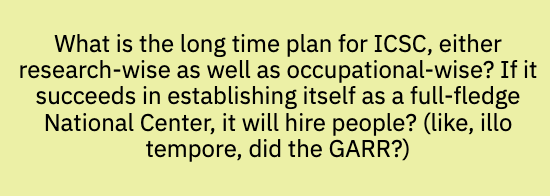 What is the long time plan for ICSC, either
research-wise as well as occupational-wise? If it
succeeds in establishing itself as a full-fledge
National Center, it will hire people? (like, illo
tempore, did the GARR?)